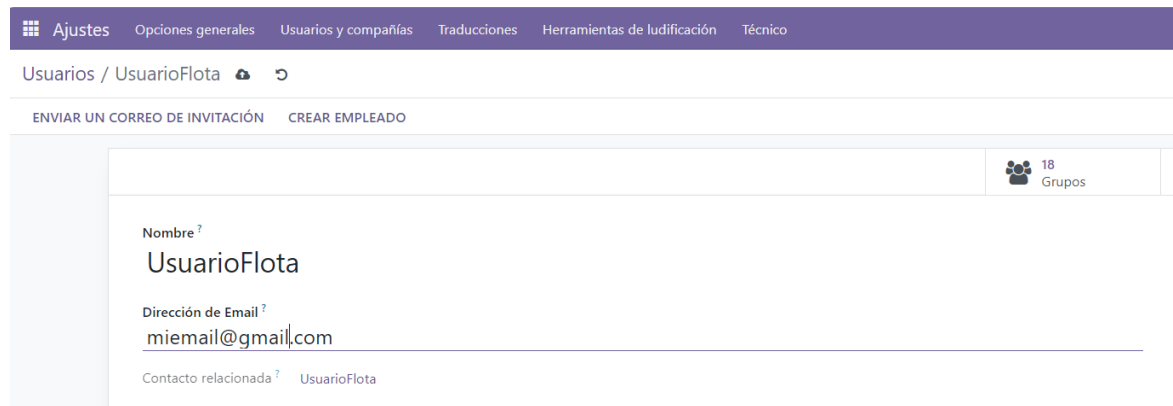 Ajustes Opciones generales Usuarios y compañías Traducciones Herramientas de ludificación Técnico
Usuarios / UsuarioFlota
ENVIAR UN CORREO DE INVITACIÓN CREAR EMPLEADO
18
Grupos
Nombre ?
UsuarioFlota
Dirección de Email ?
miemail@gmail.com
Contacto relacionada ? UsuarioFlota